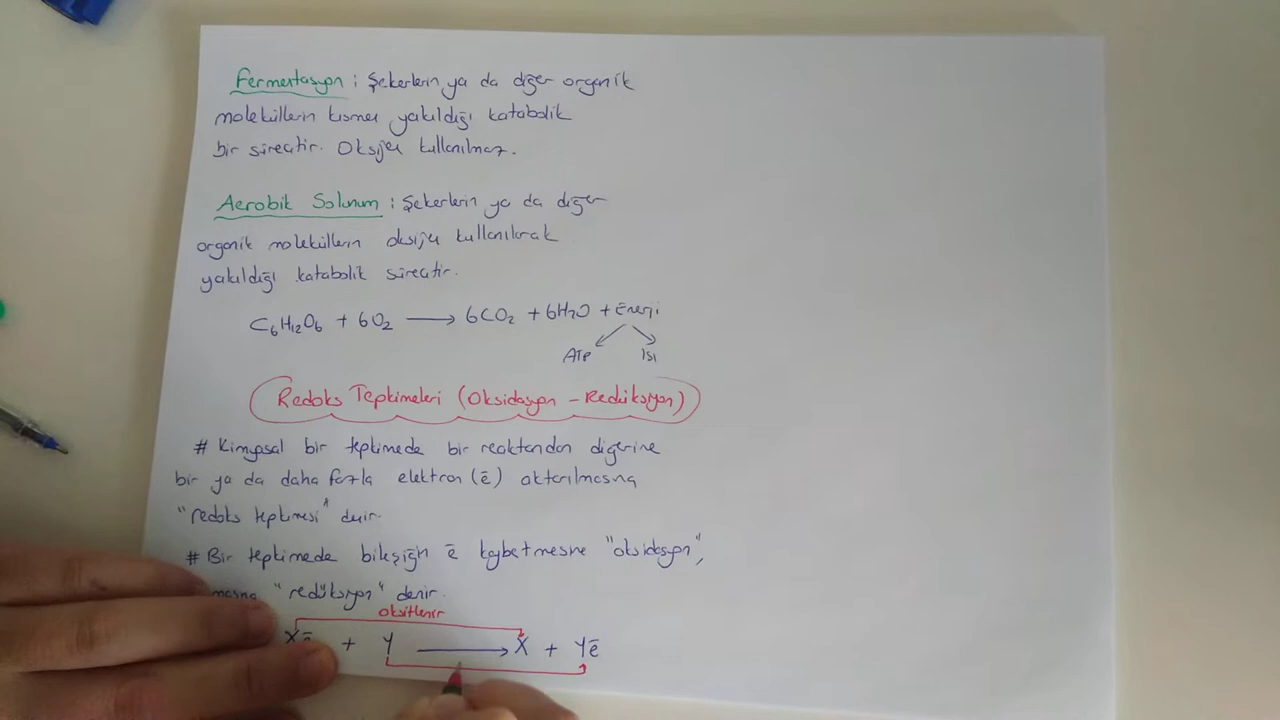 Fermentasyon : Şekerlerin ya da diğer organik
moleküllerin kısmen yakıldığı katabolik
bir süreçtir. Oksijen kullanılmaz.
Aerobik Solunum : Şekerlerin ya da diğer
organik moleküllerin oksijen kullanılarak
yakıldığı katabolik süreçtir.
C₆H₁₂O₆ + 6O₂ → 6CO₂ + 6H₂O + Enerji
ATP Isı
Redoks Tepkimeleri (Oksidasyon - Redüksiyon)
# Kimyasal bir tepkimede bir reaktandan diğerine
bir ya da daha fazla elektron (ē) aktarılmasına
"redoks tepkimesi" denir.
# Bir tepkimede bileşiğin ē kaybetmesine "oksidasyon",
"redüksiyon" denir.
oksitlenir
Xē + Y → X + Yē